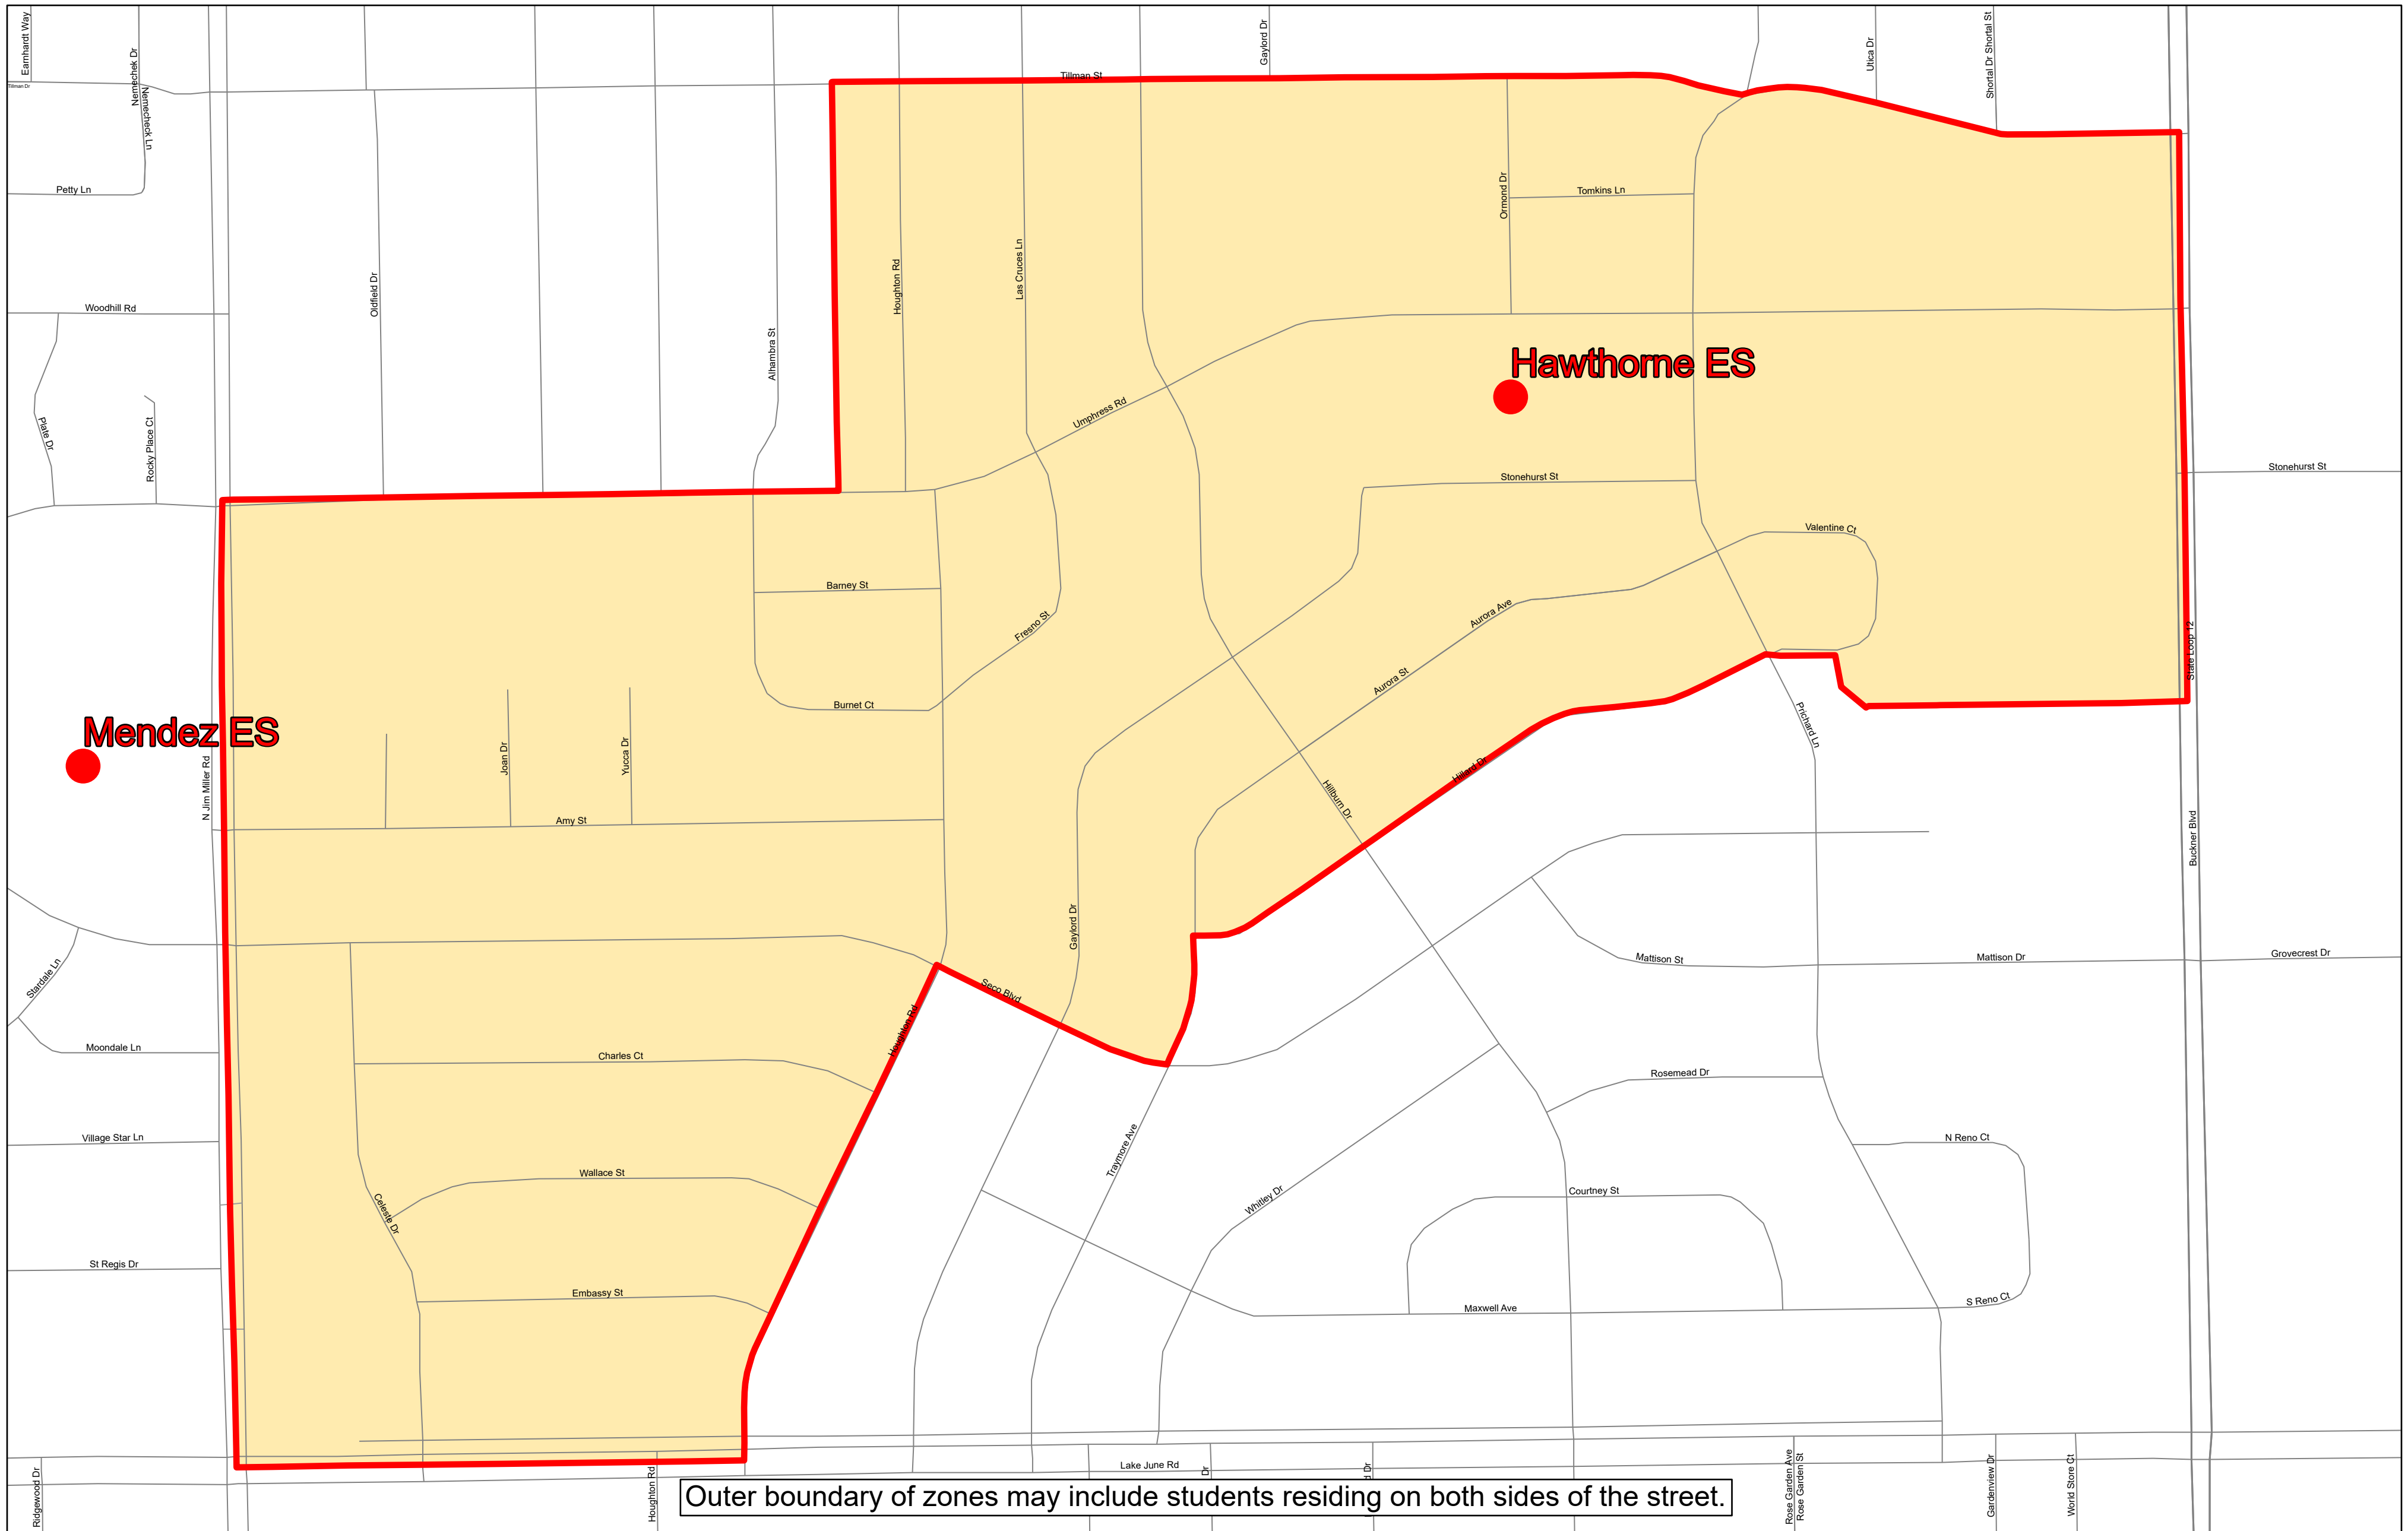 Earnhardt Way
Nemechek Dr
Gaylord Dr
Utica Dr
Shortal Dr Shortal St
Tillman St
Tillman Dr
Nemecheck Ln
Petty Ln
Ormond Dr
Tomkins Ln
Oldfield Dr
Houghton Rd
Las Cruces Ln
Woodhill Rd
Alhambra St
Hawthorne ES
Umphress Rd
Plate Dr
Rocky Place Ct
Stonehurst St
Stonehurst St
Valentine Ct
Barney St
Fresno St
Aurora Ave
State Loop 12
Aurora St
Burnet Ct
Mendez ES
Prichard Ln
N Jim Miller Rd
Joan Dr
Yucca Dr
Hillard Dr
Hillburn Dr
Amy St
Buckner Blvd
Gaylord Dr
Mattison St
Mattison Dr
Grovecrest Dr
Stardale Ln
Seco Blvd
Houghton Rd
Moondale Ln
Charles Ct
Rosemead Dr
Village Star Ln
Traymore Ave
N Reno Ct
Wallace St
Whitley Dr
Courtney St
Celeste Dr
St Regis Dr
Embassy St
Maxwell Ave
S Reno Ct
Lake June Rd
Ridgewood Dr
Houghton Rd
Dr
Dr
Rose Garden Ave
Rose Garden St
Gardenview Dr
World Store Ct
Outer boundary of zones may include students residing on both sides of the street.